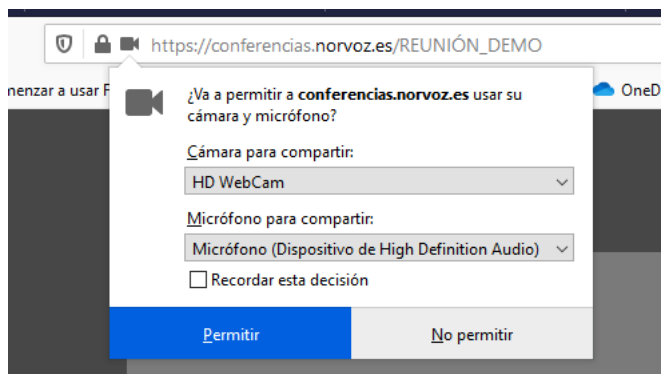 https://conferencias.norvoz.es/REUNIÓN_DEMO
menzar a usar F
OneD
¿Va a permitir a conferencias.norvoz.es usar su
cámara y micrófono?
Cámara para compartir:
HD WebCam
Micrófono para compartir:
Micrófono (Dispositivo de High Definition Audio)
Recordar esta decisión
Permitir
No permitir